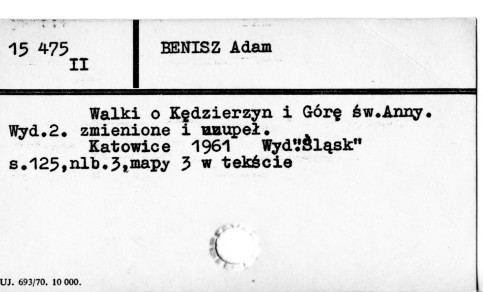 15 475
II
BENISZ Adam
Walki o Kędzierzyn i Górę św.Anny.
Wyd.2. zmienione i uzupeł.
Katowice 1961 Wyd."Śląsk"
s.125,nlb.3,mapy 3 w tekście
UJ. 693/70. 10 000.